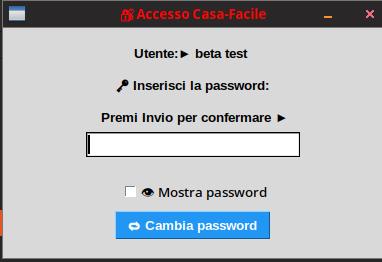 🔐 Accesso Casa-Facile
Utente:► beta test
🔑 Inserisci la password:
Premi Invio per confermare ►
👁 Mostra password
🔁 Cambia password